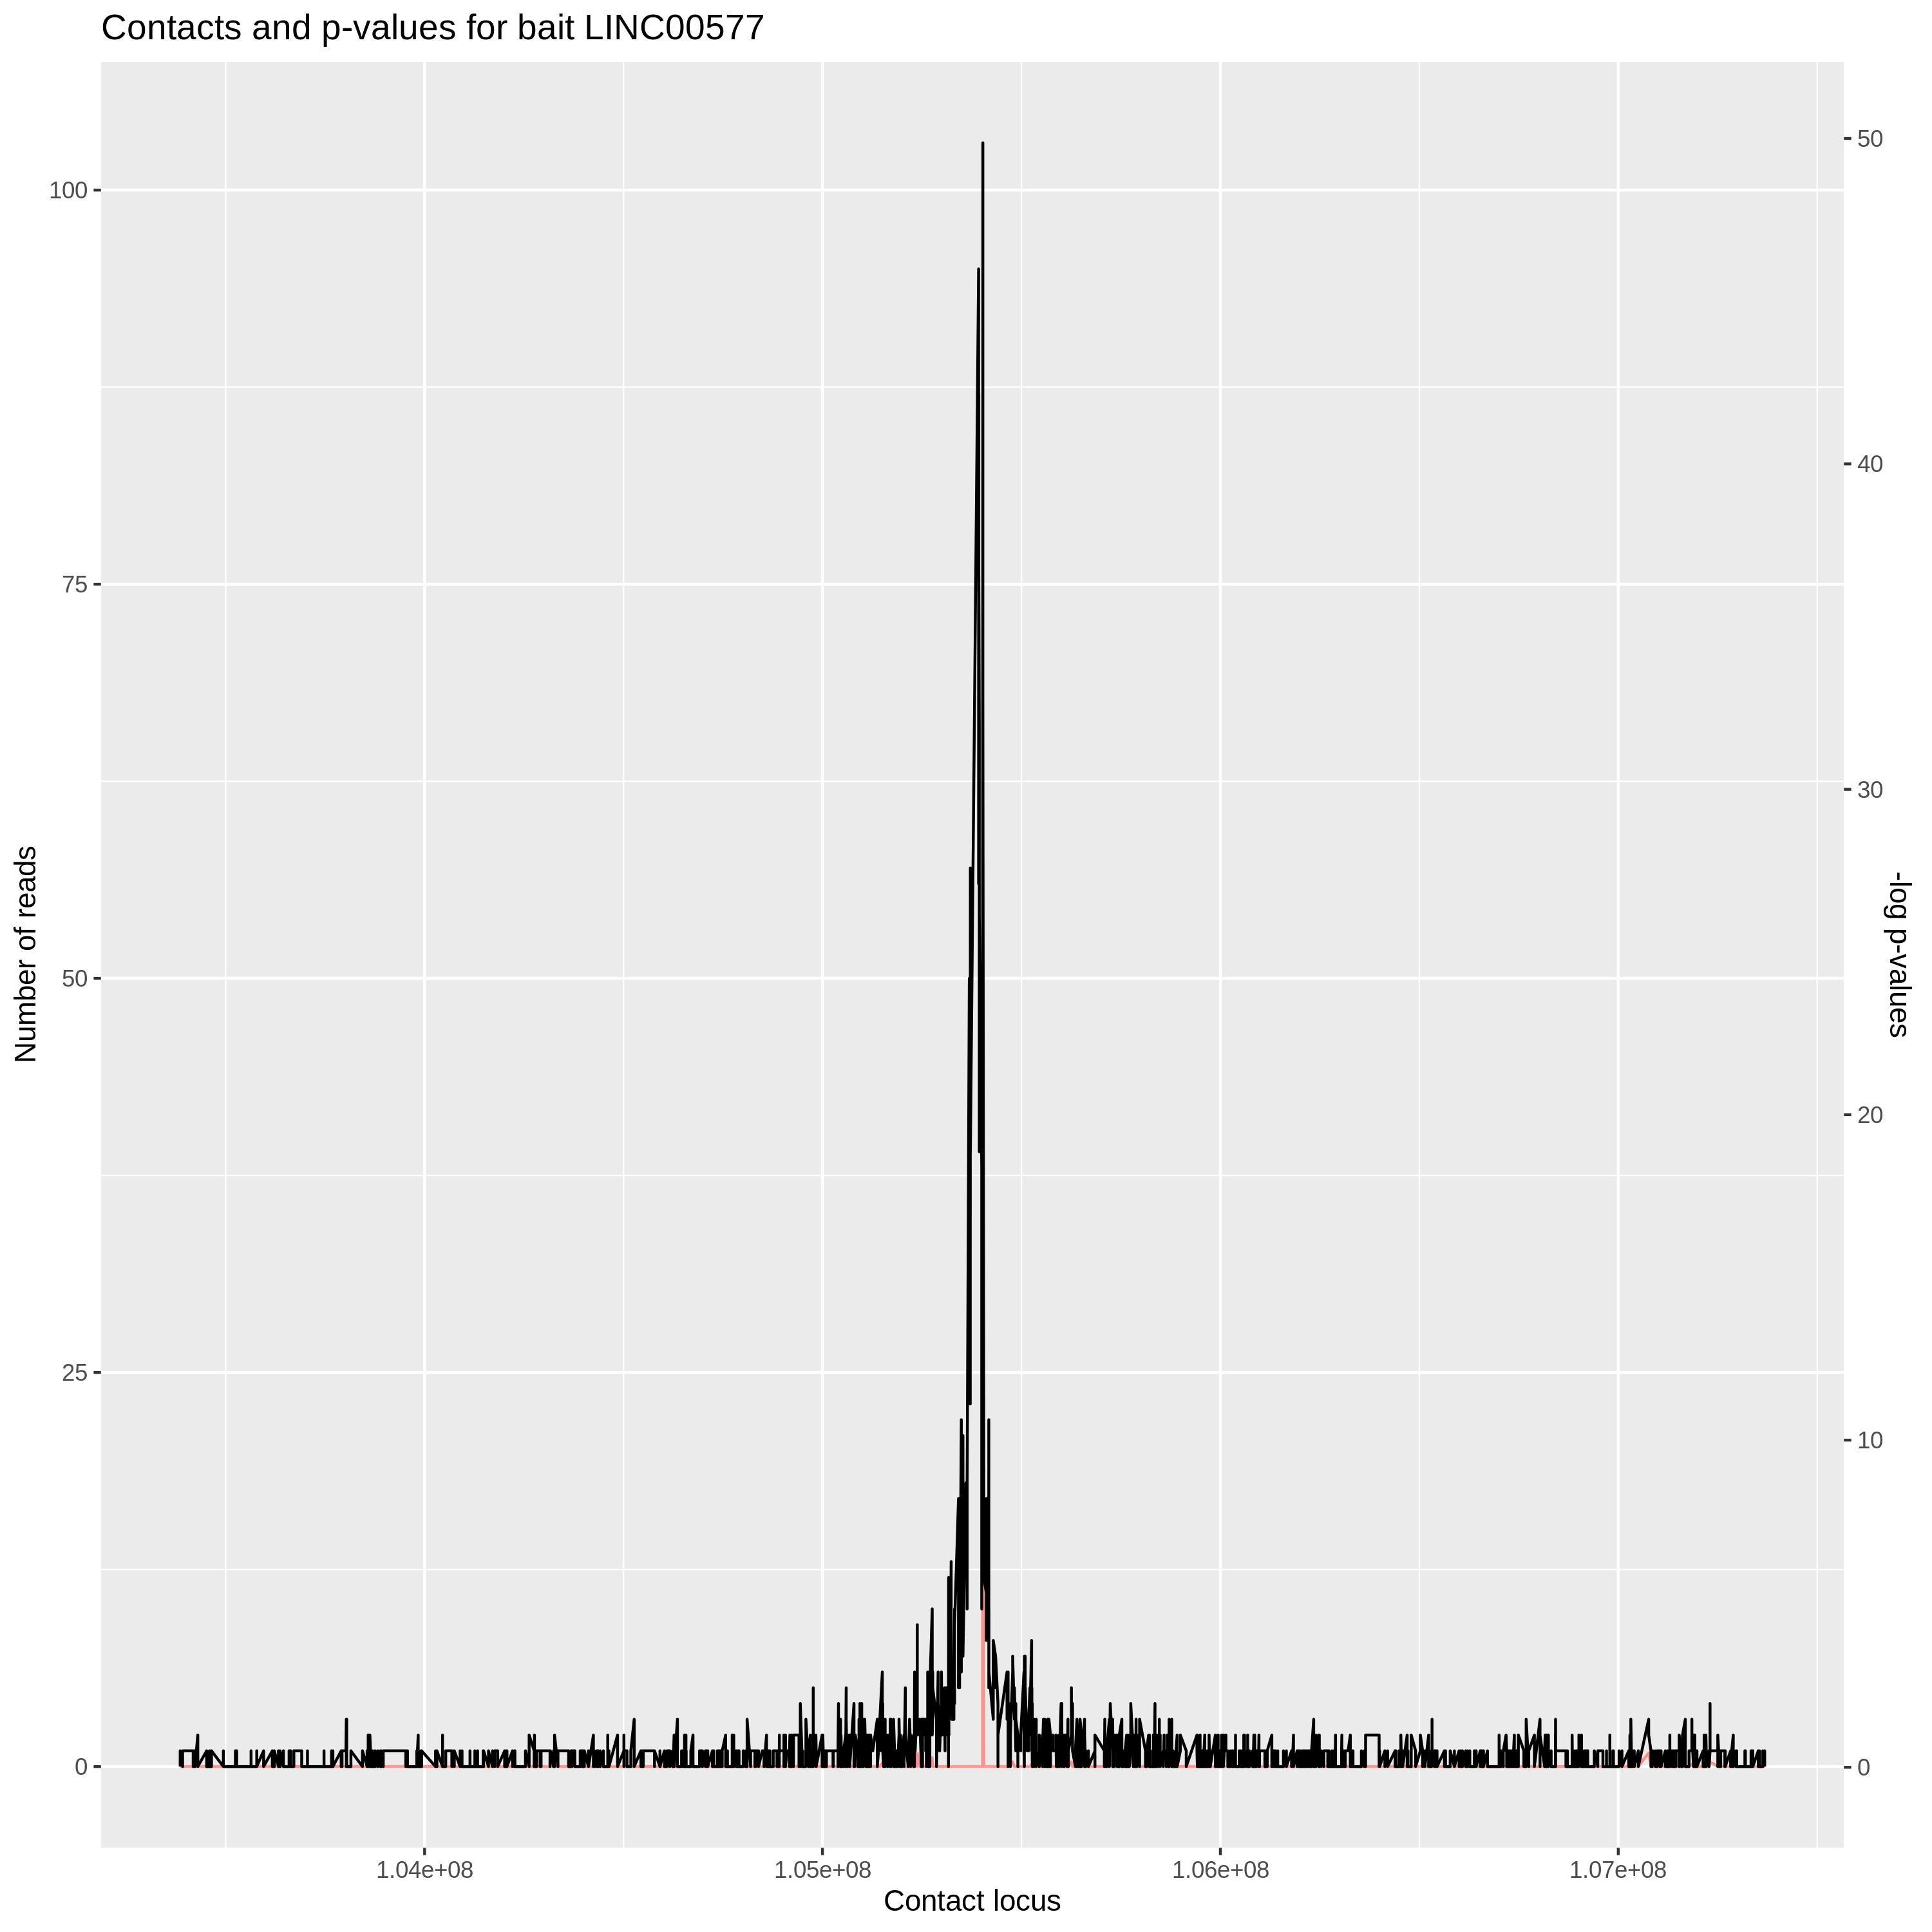 Contacts and p-values for bait LINC00577
100
75
50
25
0
Number of reads
50
40
30
20
10
0
-log p-values
1.04e+08
1.05e+08
1.06e+08
1.07e+08
Contact locus